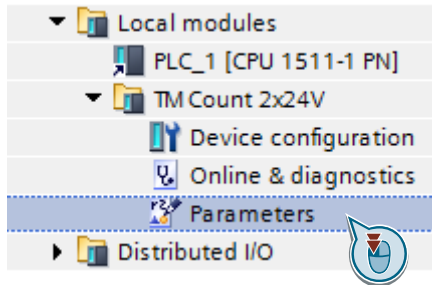 Local modules
PLC_1 [CPU 1511-1 PN]
TM Count 2x24V
Device configuration
Online & diagnostics
Parameters
Distributed I/O